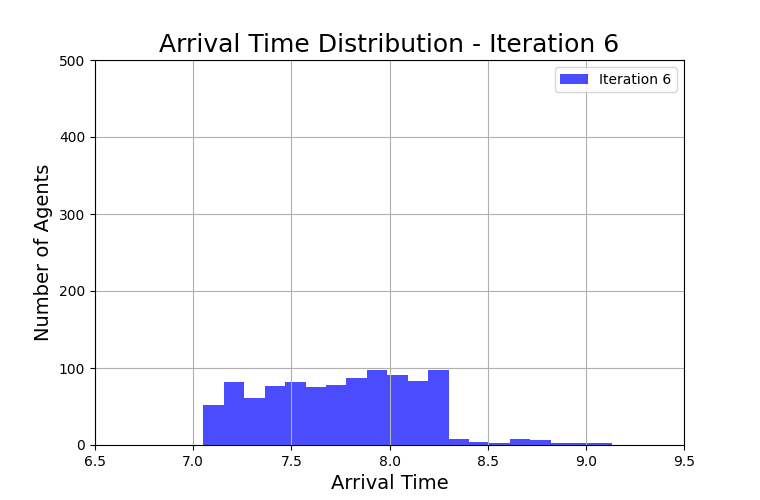 Arrival Time Distribution - Iteration 6
Iteration 6
Number of Agents
500
400
300
200
100
0
6.5 7.0 7.5 8.0 8.5 9.0 9.5
Arrival Time